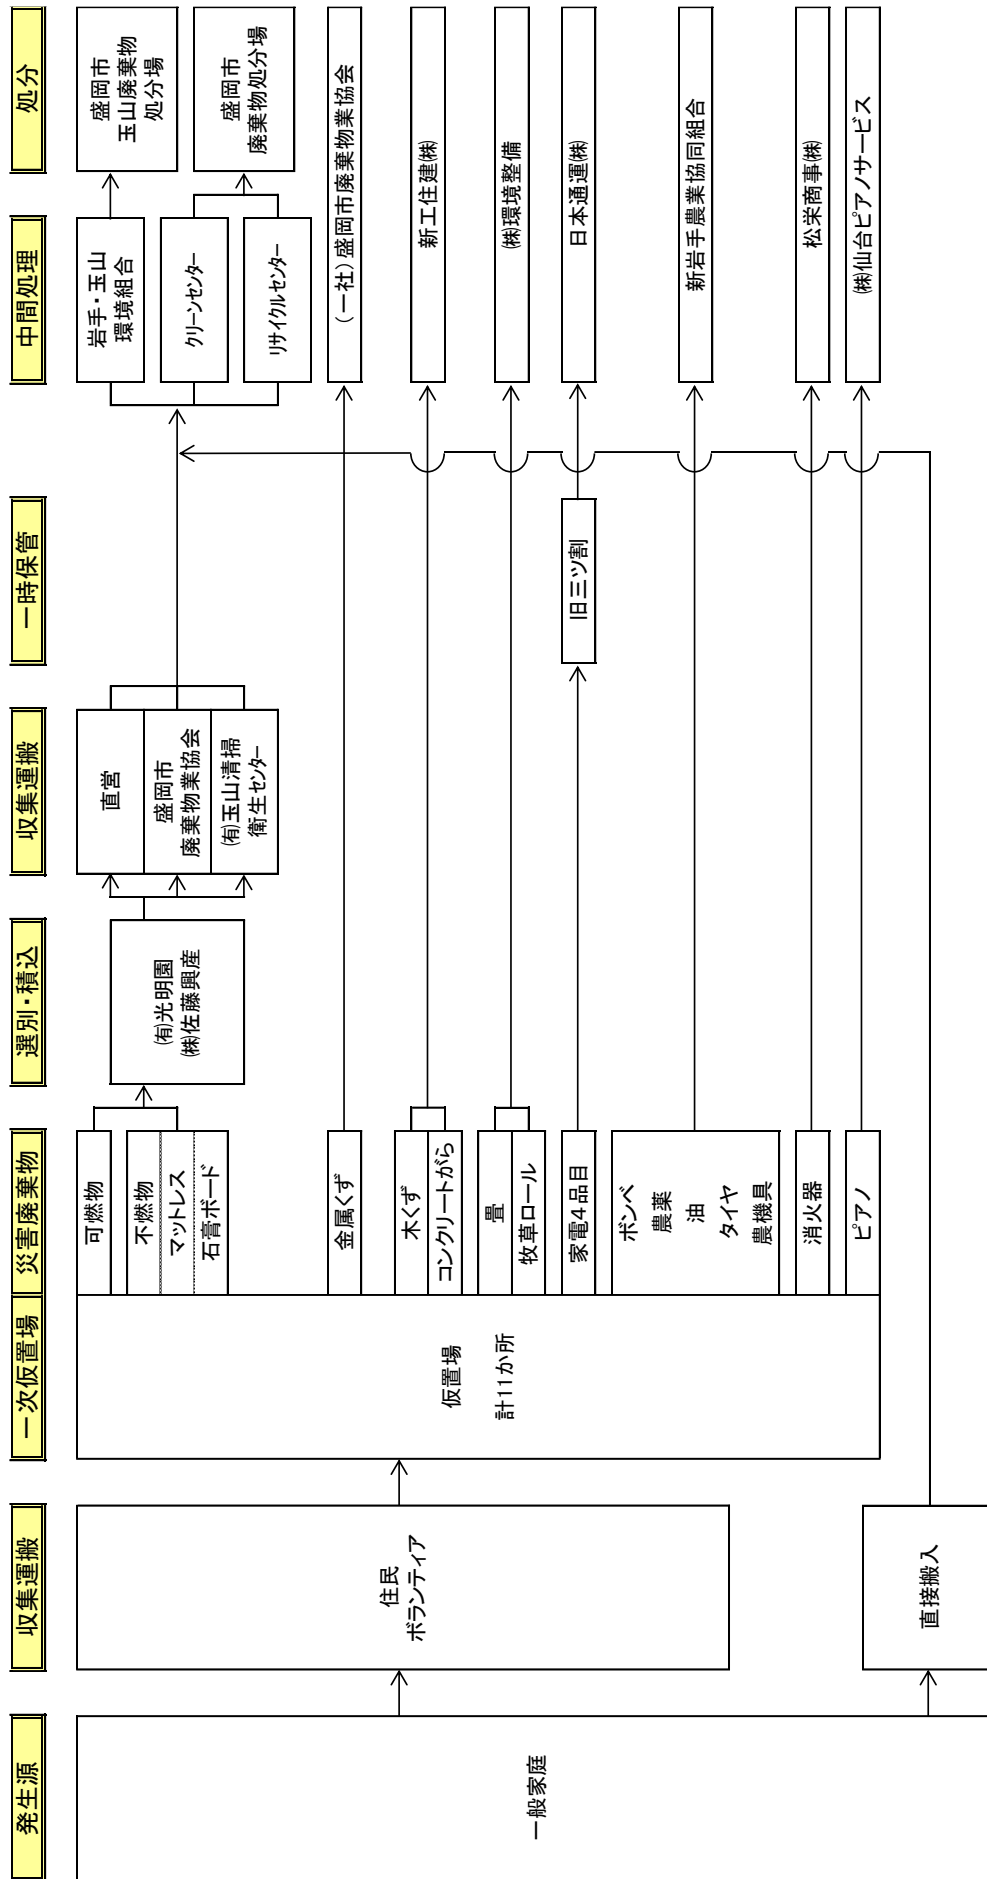 発生源
収集運搬
一次仮置場
災害廃棄物
選別・積込
収集運搬
一時保管
中間処理
処分
一般家庭
住民
ボランティア
直接搬入
仮置場
計11か所
可燃物
不燃物
マットレス
石膏ボード
金属くず
木くず
コンクリートがら
畳
牧草ロール
家電4品目
ボンベ
農薬
油
タイヤ
農機具
消火器
ピアノ
㈲光明園
㈱佐藤興産
直営
盛岡市
廃棄物業協会
㈲玉山清掃
衛生センター
旧三ツ割
岩手・玉山
環境組合
クリーンセンター
リサイクルセンター
盛岡市
玉山廃棄物
処分場
盛岡市
廃棄物処分場
（一社）盛岡市廃棄物業協会
新工住建㈱
㈱環境整備
日本通運㈱
新岩手農業協同組合
松栄商事㈱
㈱仙台ピアノサービス